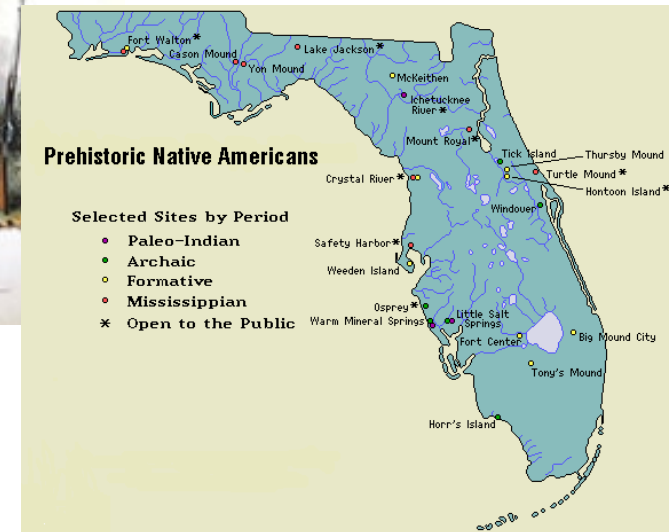 Fort Walton*
Cason Mound
Yon Mound
Lake Jackson*
McKeithen
Ichetucknee
River*
Mount Royal*
Prehistoric Native Americans
Tick Island
Thursby Mound
Turtle Mound*
Hontoon Island*
Crystal River*
Windover
Selected Sites by Period
Paleo-Indian
Archaic
Formative
Mississippian
* Open to the Public
Safety Harbor*
Weeden Island
Osprey*
Warm Mineral Springs
Little Salt
Springs
Fort Center
Big Mound City
Tony's Mound
Horr's Island